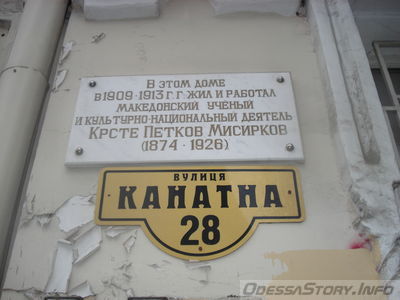 В ЭТОМ ДОМЕ
В 1909-1913 Г.Г. ЖИЛ И РАБОТАЛ
МАКЕДОНСКИЙ УЧЁНЫЙ
И КУЛЬТУРНО-НАЦИОНАЛЬНЫЙ ДЕЯТЕЛЬ
КРСТЕ ПЕТКОВ МИСИРКОВ
(1874 - 1926)
ВУЛИЦЯ
КАНАТНА
28
ODESSASTORY.INFO